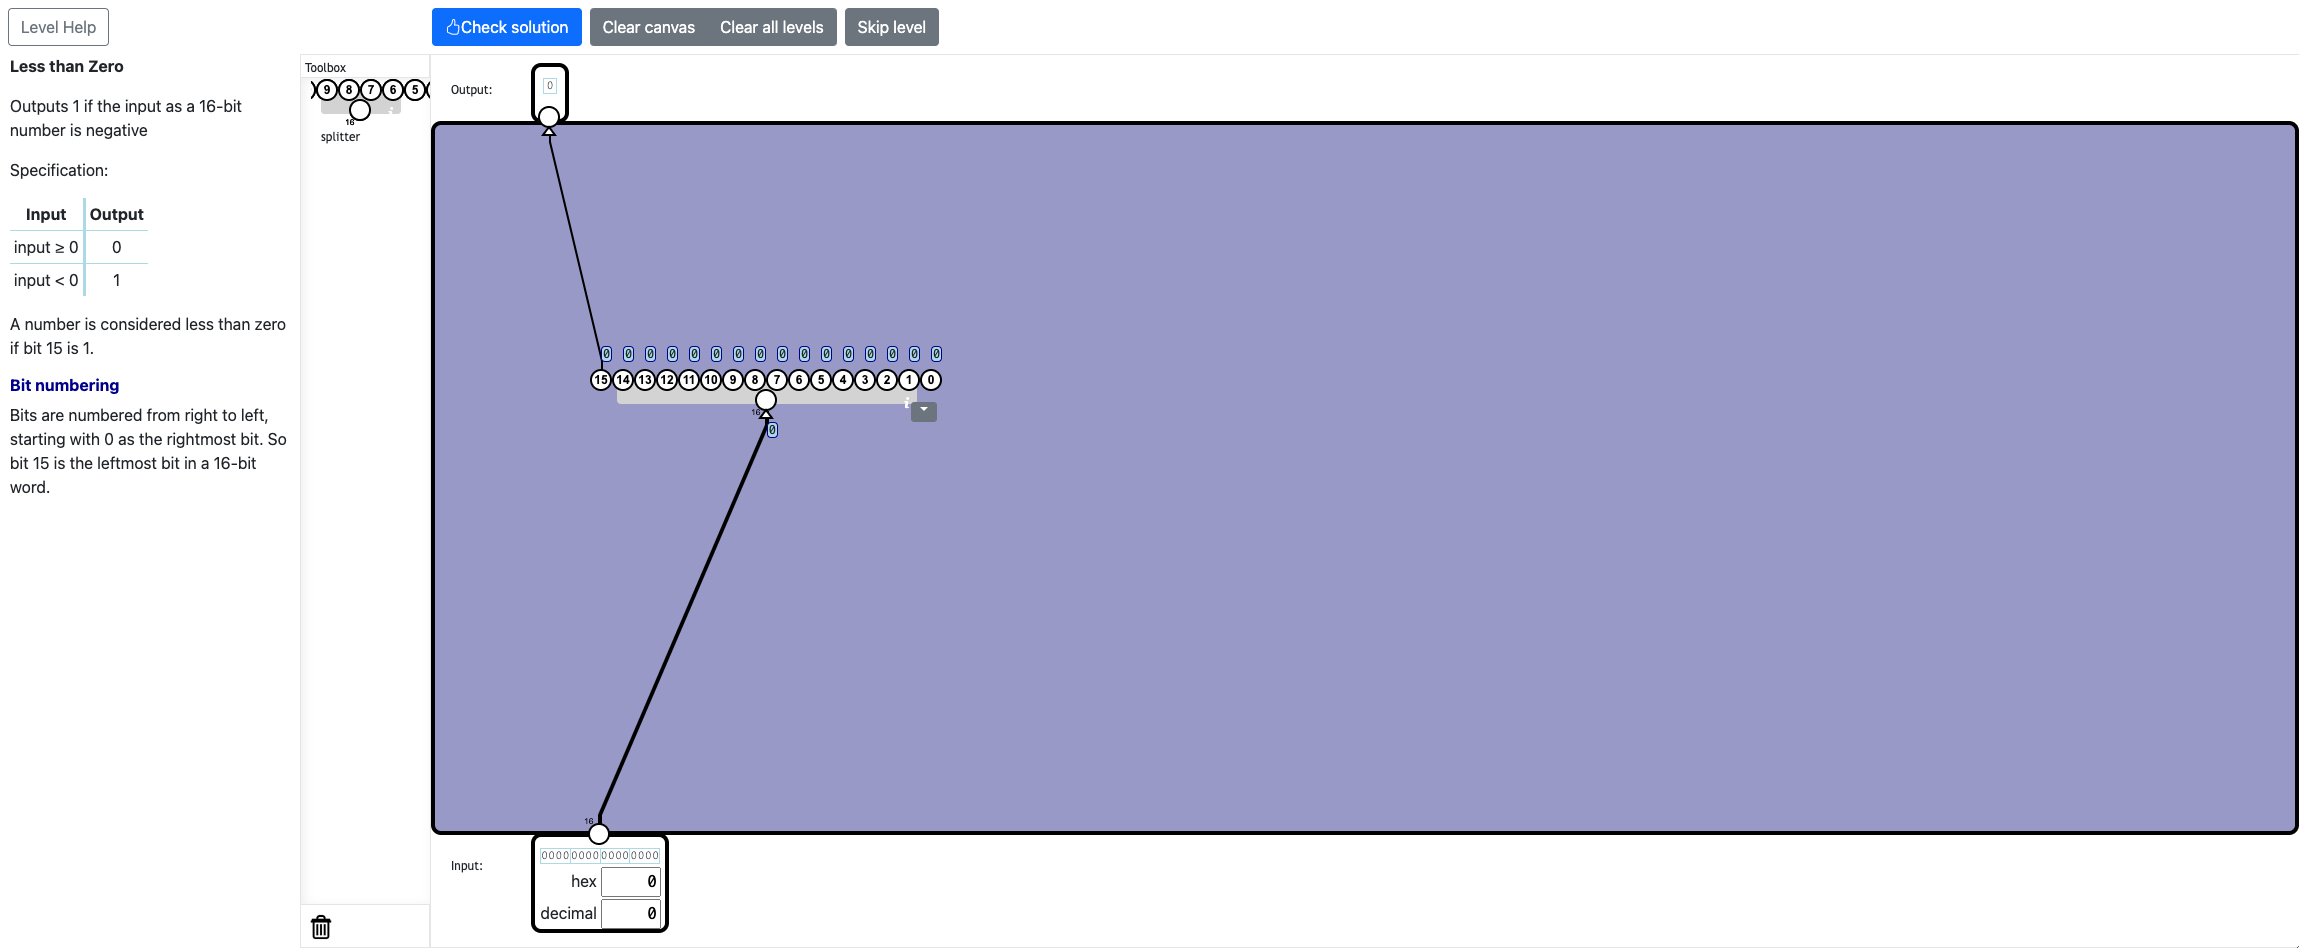 Level Help
Check solution
Clear canvas
Clear all levels
Skip level
Less than Zero
Outputs 1 if the input as a 16-bit
number is negative
Specification:
Input Output
input ≥ 0 0
input < 0 1
A number is considered less than zero
if bit 15 is 1.
Bit numbering
Bits are numbered from right to left,
starting with 0 as the rightmost bit. So
bit 15 is the leftmost bit in a 16-bit
word.
Toolbox
9 8 7 6 5
16
splitter
Output:
0
0 0 0 0 0 0 0 0 0 0 0 0 0 0 0 0
15 14 13 12 11 10 9 8 7 6 5 4 3 2 1 0
i
16
0
16
Input:
0000000000000000
hex 0
decimal 0